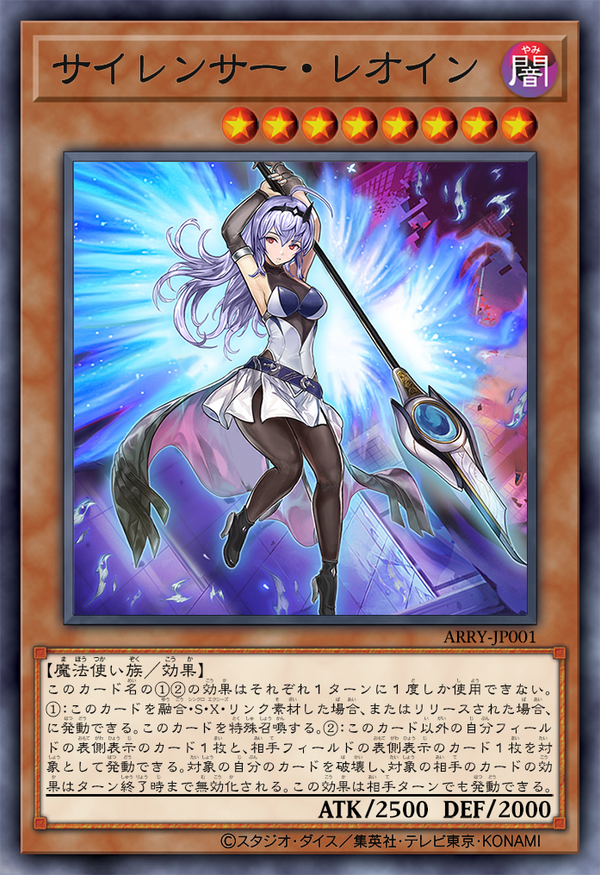 サイレンサー・レオイン
やみ
闇
ARRY-JP001
【魔法使い族/効果】
このカード名の①②の効果はそれぞれ1ターンに1度しか使用できない。
①:このカードを融合・S・X・リンク素材した場合、またはリリースされた場合、
に発動できる。このカードを特殊召喚する。②:このカード以外の自分フィール
ドの表側表示のカード1枚と、相手フィールドの表側表示のカード1枚を対
象として発動できる。対象の自分のカードを破壊し、対象の相手のカードの効
果はターン終了時まで無効化される。この効果は相手ターンでも発動できる。
ATK/2500 DEF/2000
©スタジオ・ダイス/集英社・テレビ東京・KONAMI